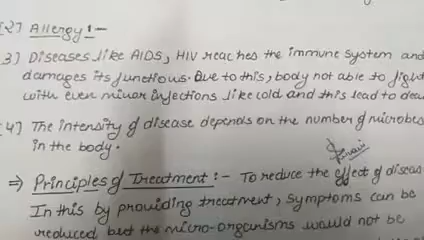 [2] Allergy :-
3) Diseases like AIDS, HIV reaches the immune system and
damages its functions. Due to this, body not able to fight
with even minor infections like cold and this lead to dea
[4] The intensity of disease depends on the number of microbes
in the body.
⇒ Principles of Treatment :- To reduce the effect of diseas
In this by providing treatment, symptoms can be
reduced but the micro-organisms would not be